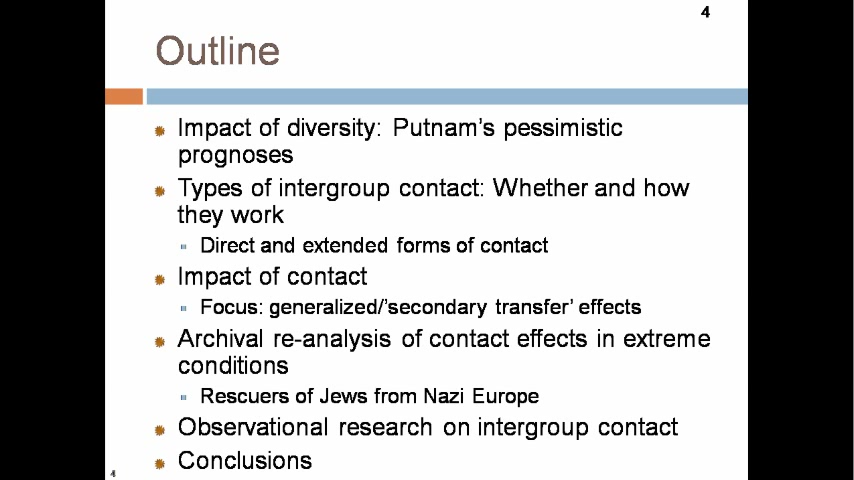 4
Outline
Impact of diversity: Putnam's pessimistic
prognoses
Types of intergroup contact: Whether and how
they work
Direct and extended forms of contact
Impact of contact
Focus: generalized/'secondary transfer' effects
Archival re-analysis of contact effects in extreme
conditions
Rescuers of Jews from Nazi Europe
Observational research on intergroup contact
Conclusions
4